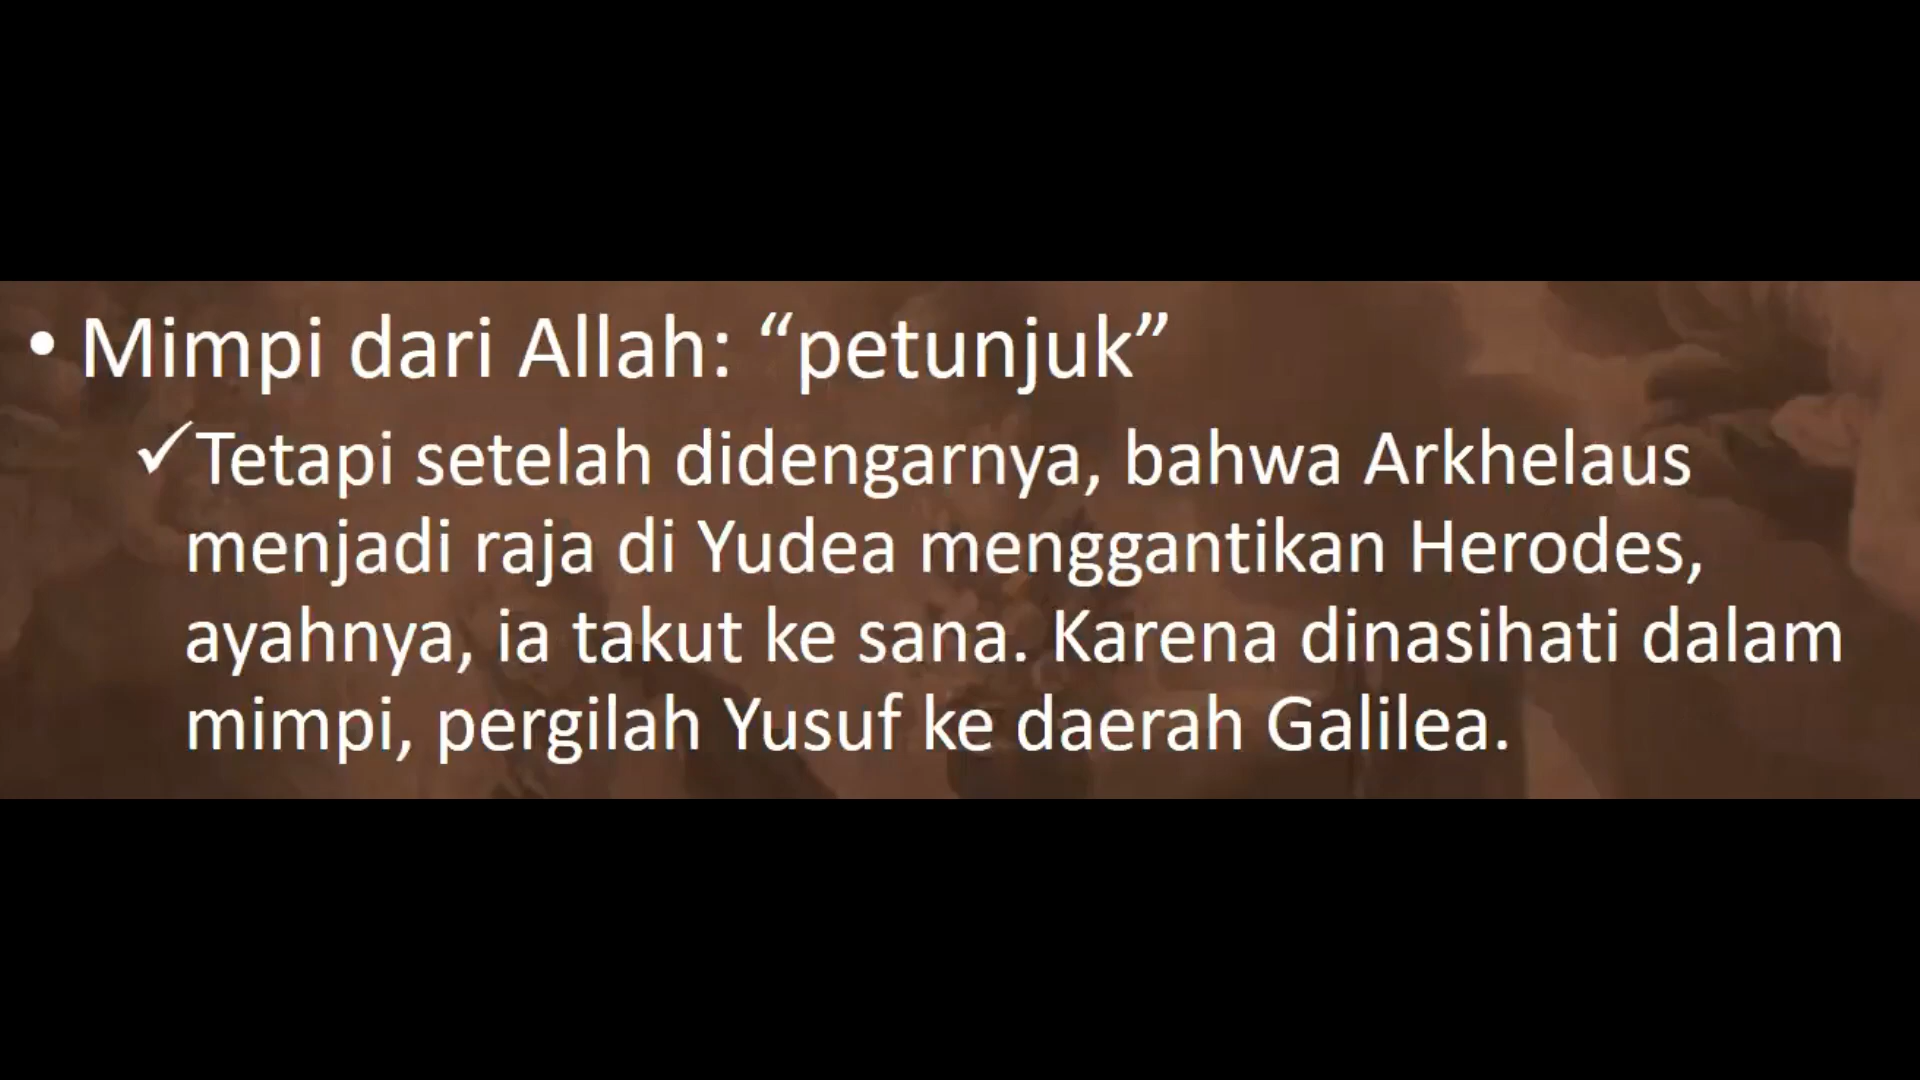 • Mimpi dari Allah: “petunjuk”
✓Tetapi setelah didengarnya, bahwa Arkhelaus
menjadi raja di Yudea menggantikan Herodes,
ayahnya, ia takut ke sana. Karena dinasihati dalam
mimpi, pergilah Yusuf ke daerah Galilea.